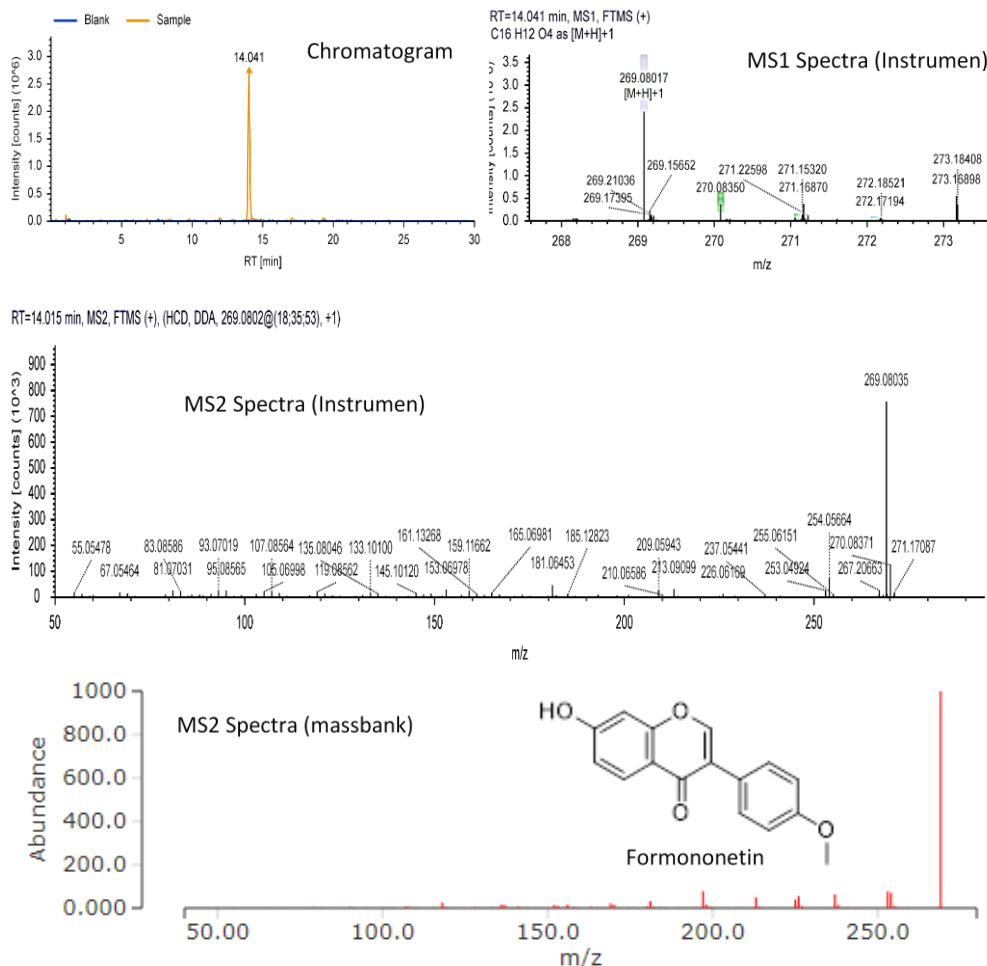 Blank Sample
Chromatogram
14.041
Intensity [counts] (10^6)
3.0
2.5
2.0
1.5
1.0
0.5
0.0
5 10 15 20 25 30
RT [min]
RT=14.041 min, MS1, FTMS (+)
C16 H12 O4 as [M+H]+1
MS1 Spectra (Instrumen)
3.5
3.0
2.5
2.0
1.5
1.0
0.5
0.0
269.08017
[M+H]+1
269.21036
269.17395
269.15652
270.08350
271.22598
271.15320
271.16870
272.18521
272.17194
273.18408
273.16898
268 269 270 271 272 273
m/z
RT=14.015 min, MS2, FTMS (+), (HCD, DDA, 269.0802@(18;35;53), +1)
MS2 Spectra (Instrumen)
Intensity [counts] (10^3)
900
800
700
600
500
400
300
200
100
0
55.05478
67.05464
83.08586
81.07031
93.07019
95.08565
107.08564
105.06998
135.08046
119.08562
133.10100
145.10120
161.13268
153.06978
159.11662
165.06981
181.06453
185.12823
209.05943
210.06586
213.09099
237.05441
226.06189
255.06151
253.04924
254.05664
270.08371
267.20663
269.08035
271.17087
50 100 150 200 250
m/z
MS2 Spectra (massbank)
Abundance
1000
800.0
600.0
400.0
200.0
0.000
HO
O
O
O
Formononetin
50.00 100.0 150.0 200.0 250.0
m/z